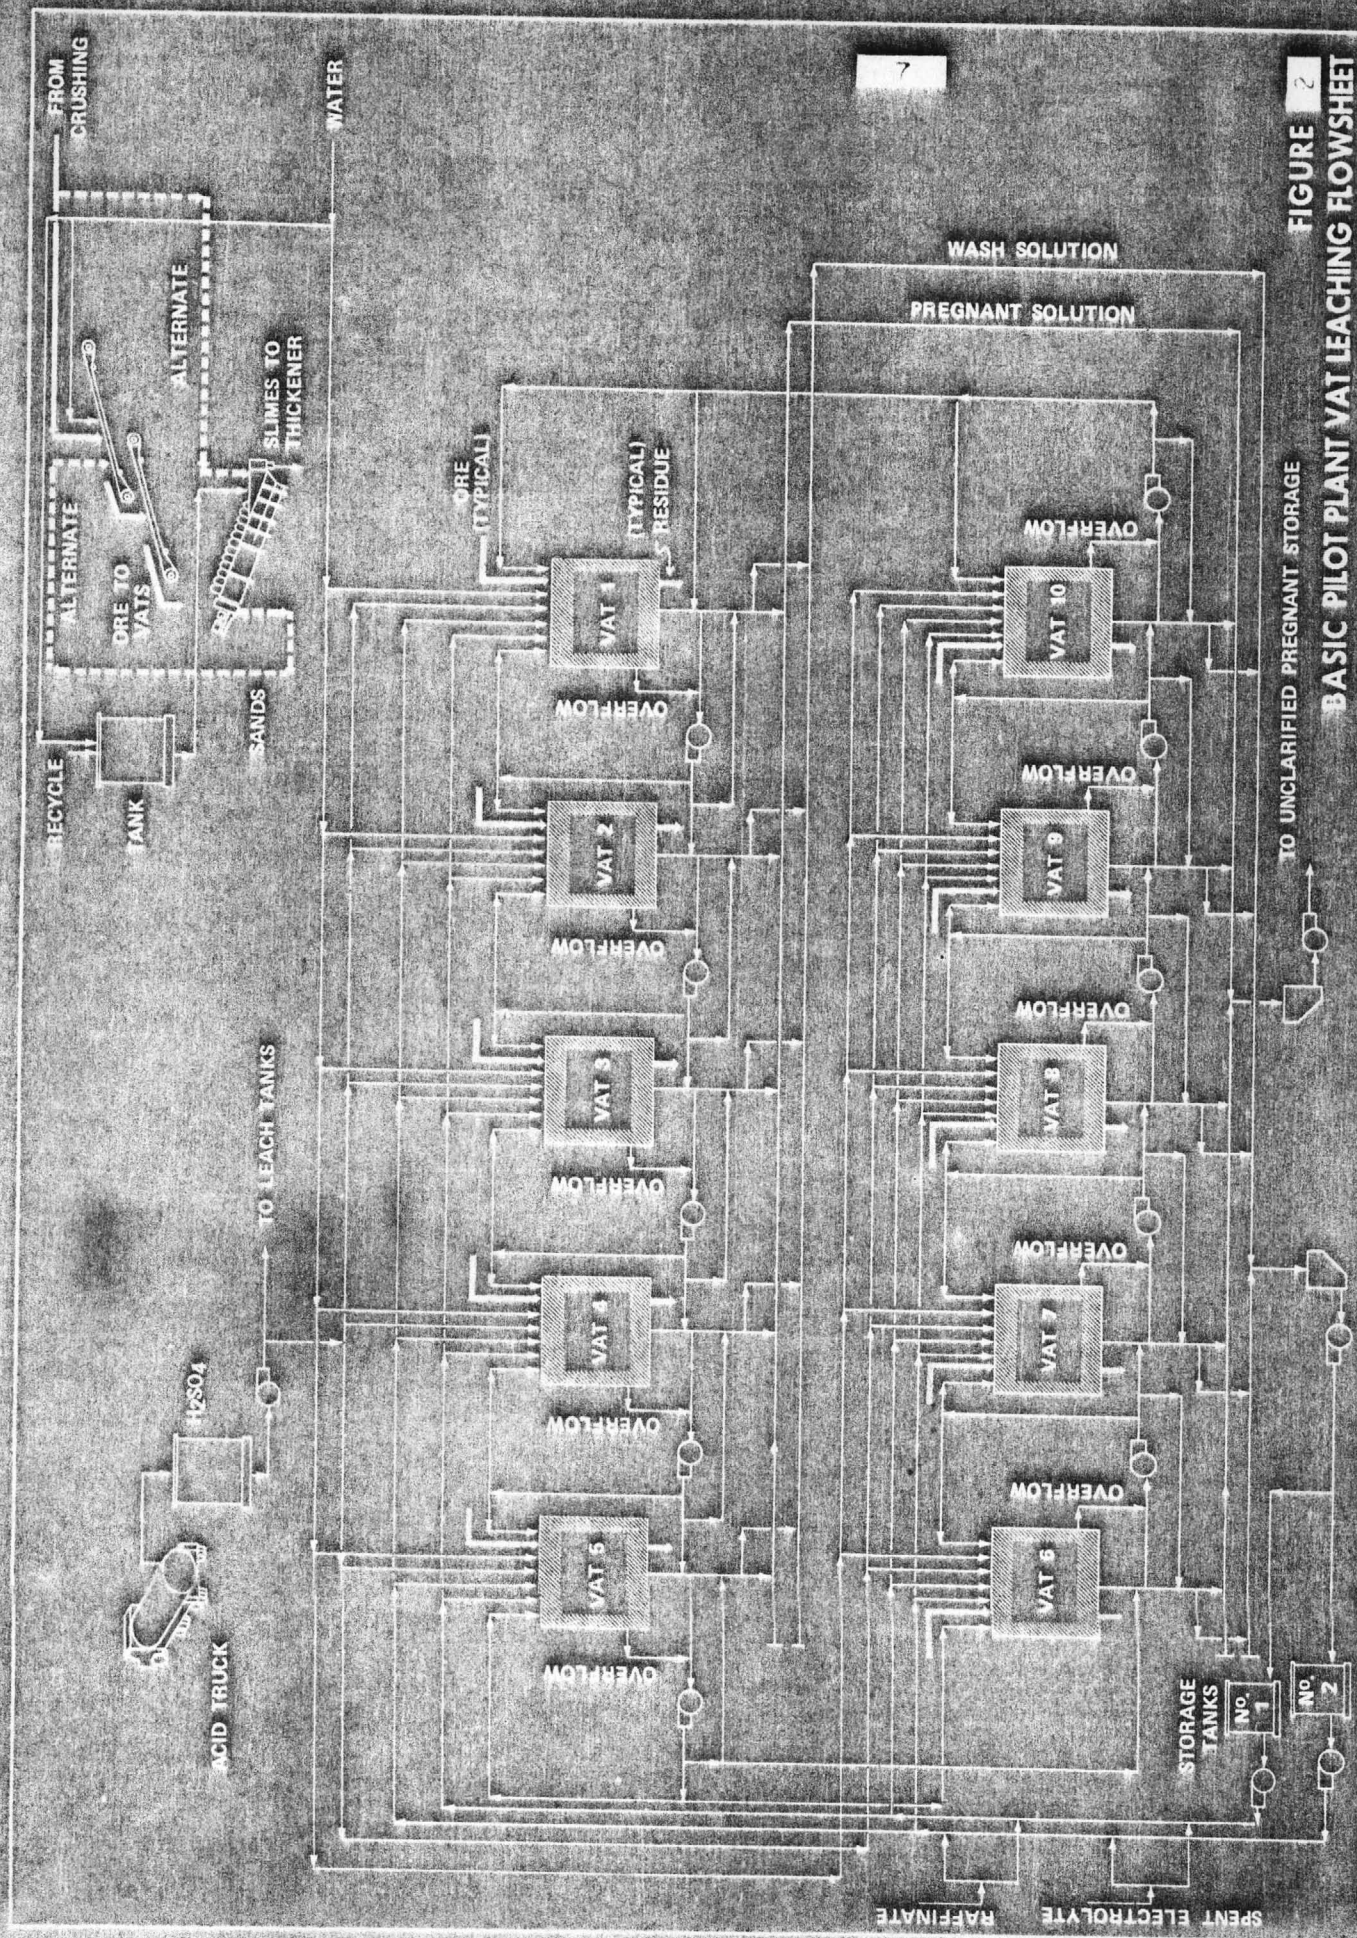 FROM
CRUSHING
WATER
ALTERNATE
SLIMES TO
THICKENER
ALTERNATE
ORE TO
VATS
SANDS
RECYCLE
TANK
TO LEACH TANKS
H2SO4
ACID TRUCK
ORE
(TYPICAL)
(TYPICAL)
RESIDUE
VAT 1
OVERFLOW
VAT 2
OVERFLOW
VAT 3
OVERFLOW
VAT 4
OVERFLOW
VAT 5
OVERFLOW
7
WASH SOLUTION
PREGNANT SOLUTION
OVERFLOW
VAT 10
OVERFLOW
VAT 9
OVERFLOW
VAT 8
OVERFLOW
VAT 7
OVERFLOW
VAT 6
STORAGE
TANKS
NO.
1
NO.
2
RAFFINATE
SPENT ELECTROLYTE
TO UNCLARIFIED PREGNANT STORAGE
FIGURE 2
BASIC PILOT PLANT VAT LEACHING FLOWSHEET